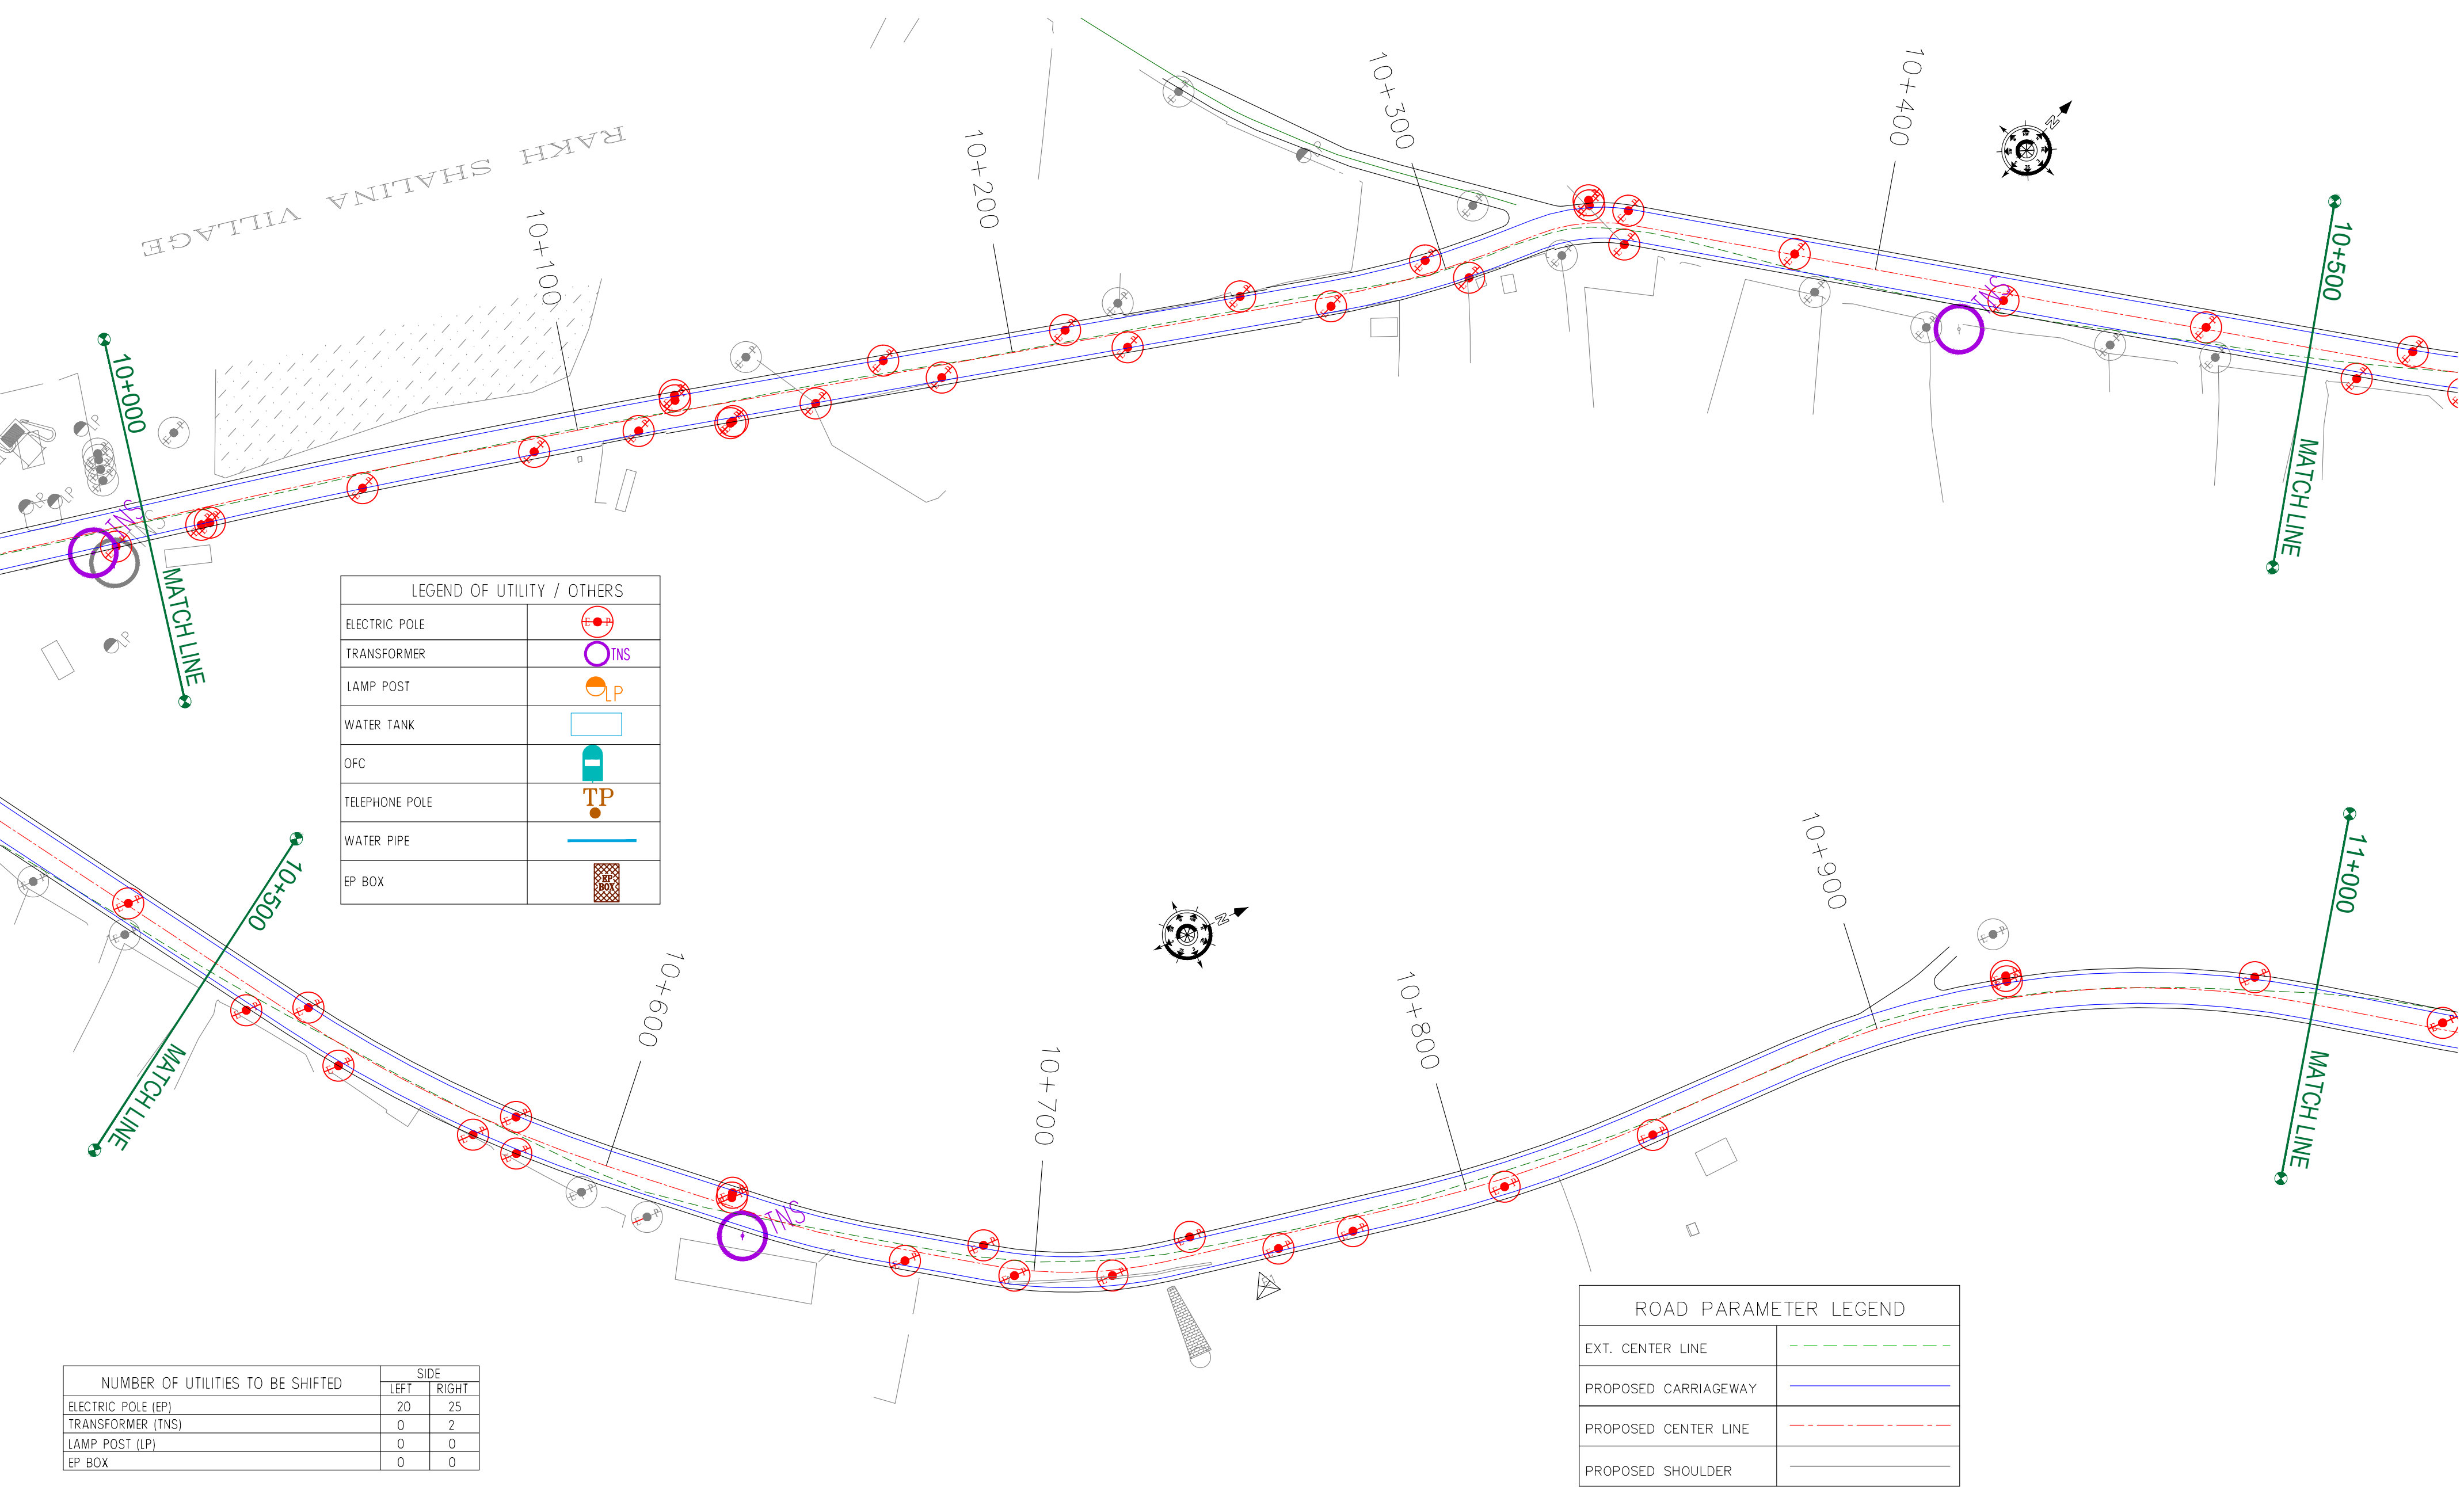 10+000
10+100
10+200
10+300
10+400
10+500
MATCH LINE
MATCH LINE
RAKH SHALINA VILLAGE
TNS
TNS
TNS
N
LEGEND OF UTILITY / OTHERS
ELECTRIC POLE E P
TRANSFORMER TNS
LAMP POST LP
WATER TANK
OFC
TELEPHONE POLE TP
WATER PIPE
EP BOX EP BOX
10+500
10+600
10+700
10+800
10+900
11+000
MATCH LINE
MATCH LINE
TNS
N
NUMBER OF UTILITIES TO BE SHIFTED SIDE
LEFT RIGHT
ELECTRIC POLE (EP) 20 25
TRANSFORMER (TNS) 0 2
LAMP POST (LP) 0 0
EP BOX 0 0
ROAD PARAMETER LEGEND
EXT. CENTER LINE
PROPOSED CARRIAGEWAY
PROPOSED CENTER LINE
PROPOSED SHOULDER